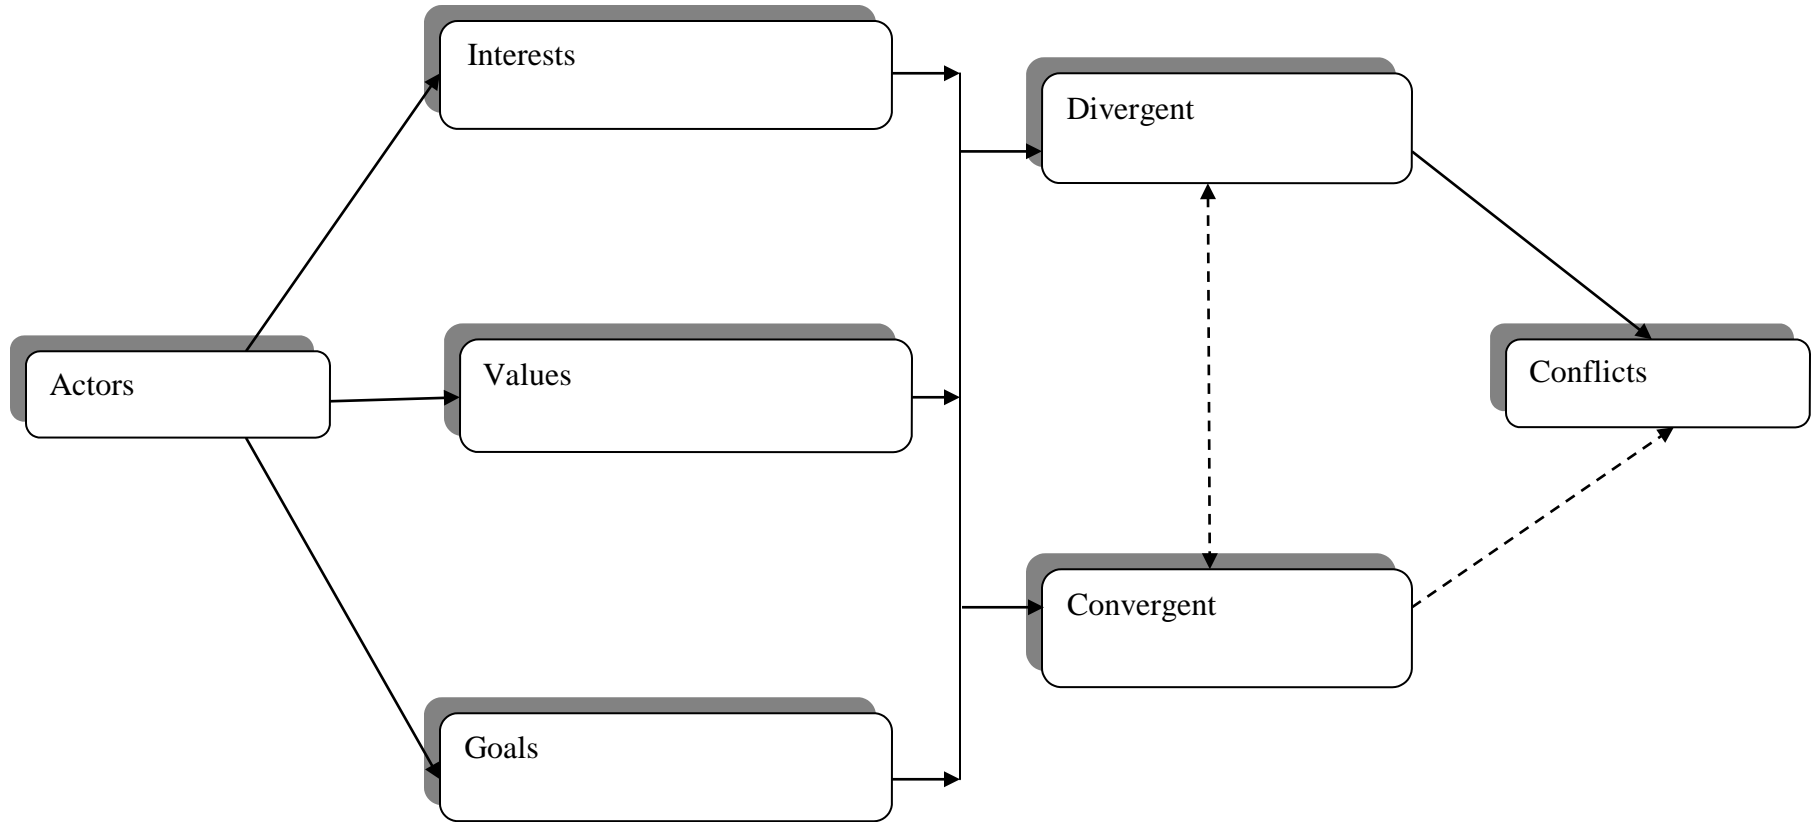 Interests
Divergent
Actors
Values
Conflicts
Convergent
Goals